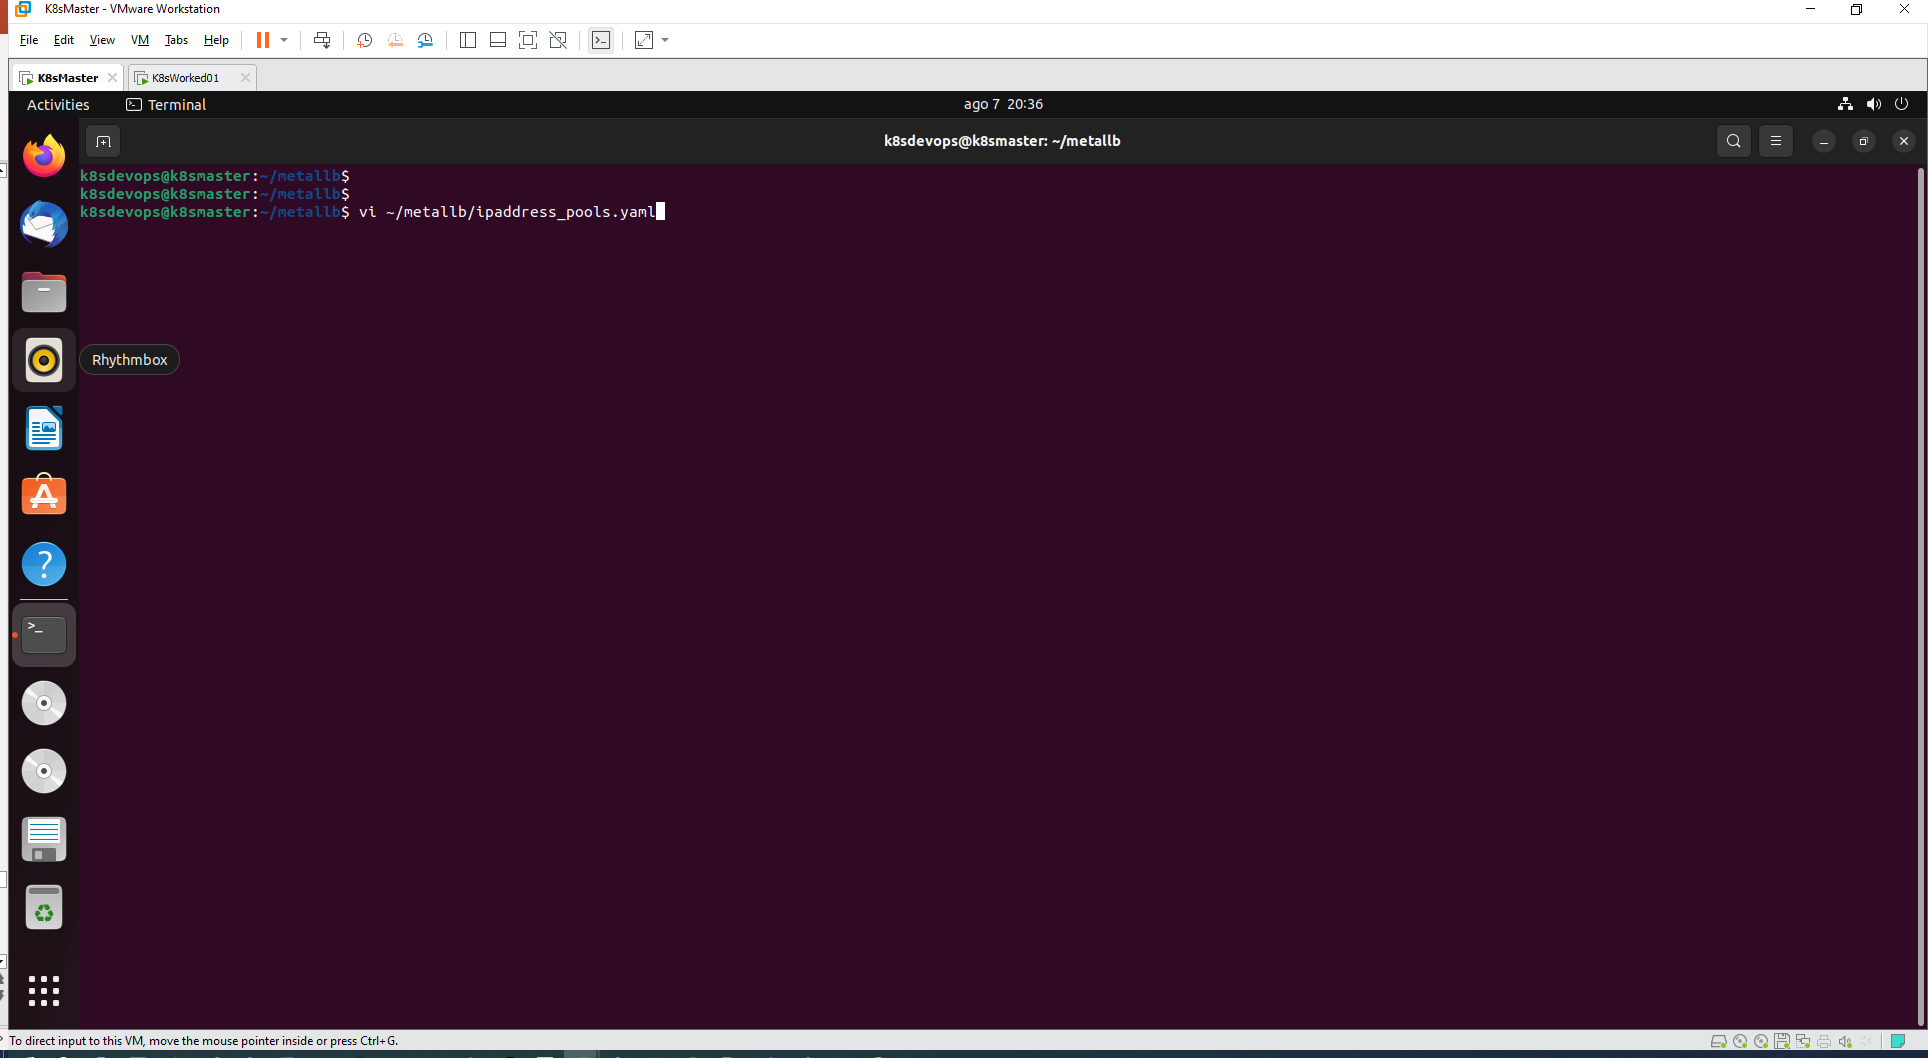 K8sMaster - VMware Workstation
File Edit View VM Tabs Help
K8sMaster K8sWorked01
Activities Terminal ago 7 20:36
k8sdevops@k8smaster: ~/metallb
k8sdevops@k8smaster:~/metallb$
k8sdevops@k8smaster:~/metallb$
k8sdevops@k8smaster:~/metallb$ vi ~/metallb/ipaddress_pools.yaml
Rhythmbox
To direct input to this VM, move the mouse pointer inside or press Ctrl+G.